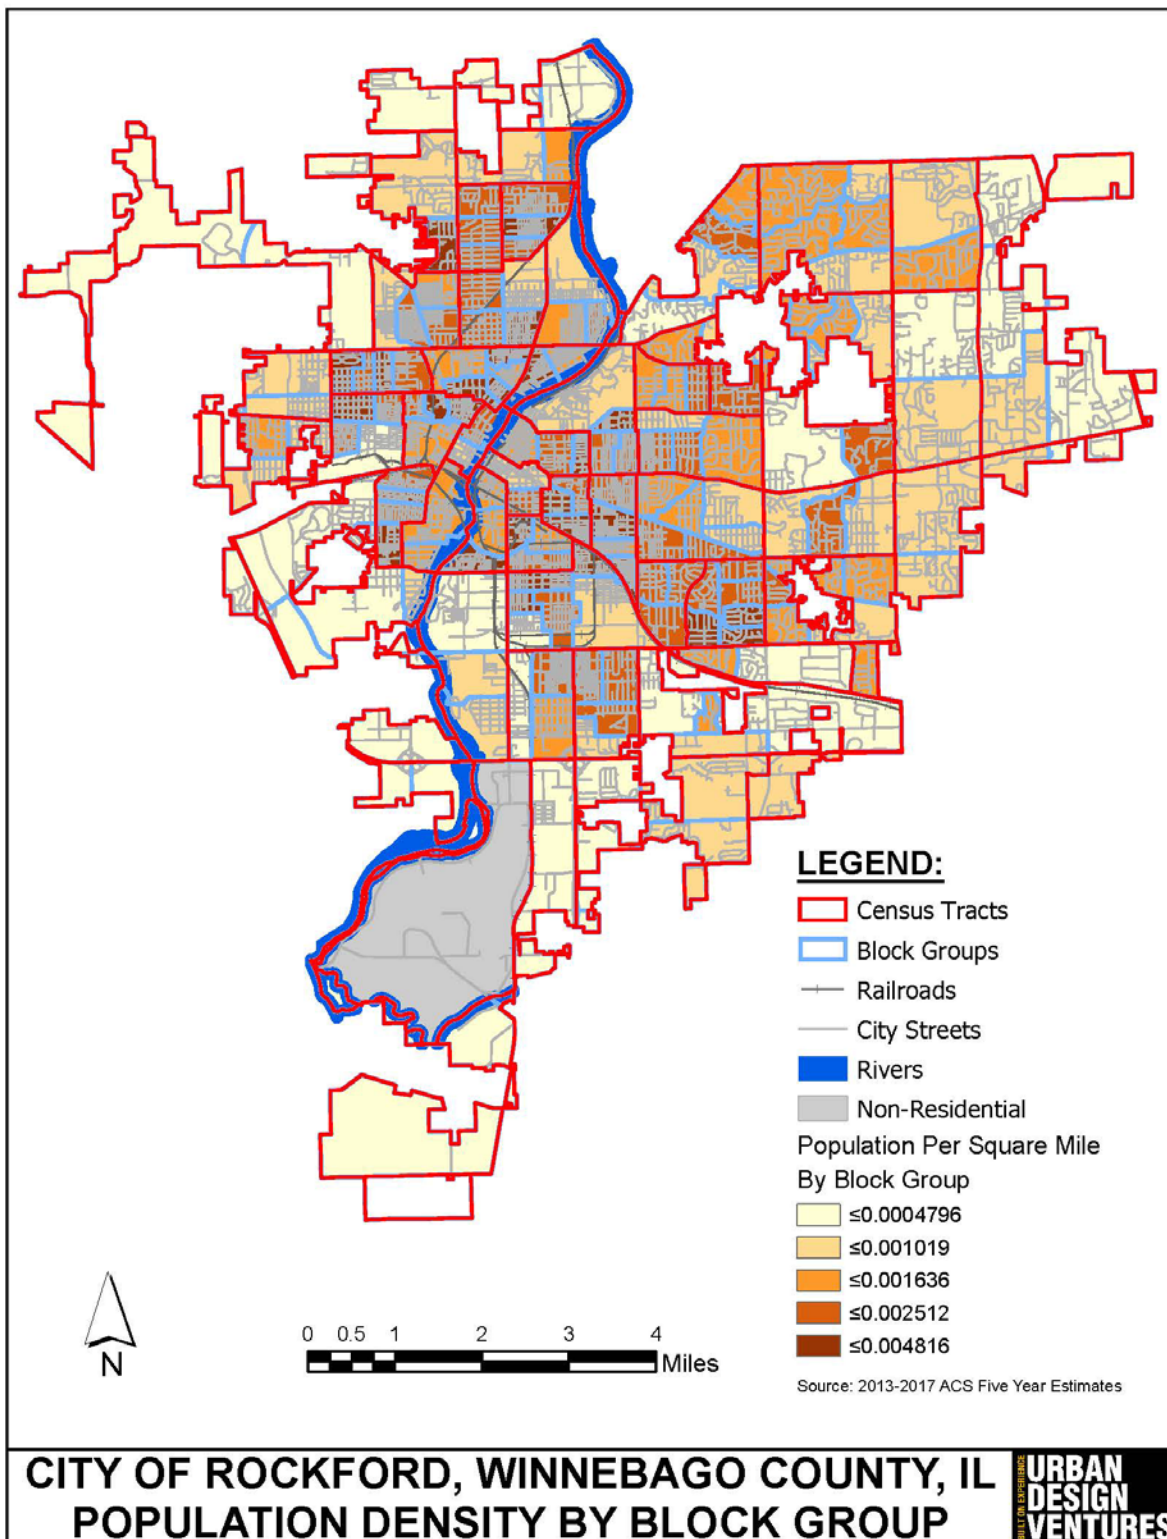 LEGEND:
Census Tracts
Block Groups
Railroads
City Streets
Rivers
Non-Residential
Population Per Square Mile
By Block Group
≤0.0004796
≤0.001019
≤0.001636
≤0.002512
≤0.004816
Source: 2013-2017 ACS Five Year Estimates
N
0 0.5 1 2 3 4
Miles
CITY OF ROCKFORD, WINNEBAGO COUNTY, IL
POPULATION DENSITY BY BLOCK GROUP
BUILT ON EXPERIENCE
URBAN
DESIGN
VENTURES